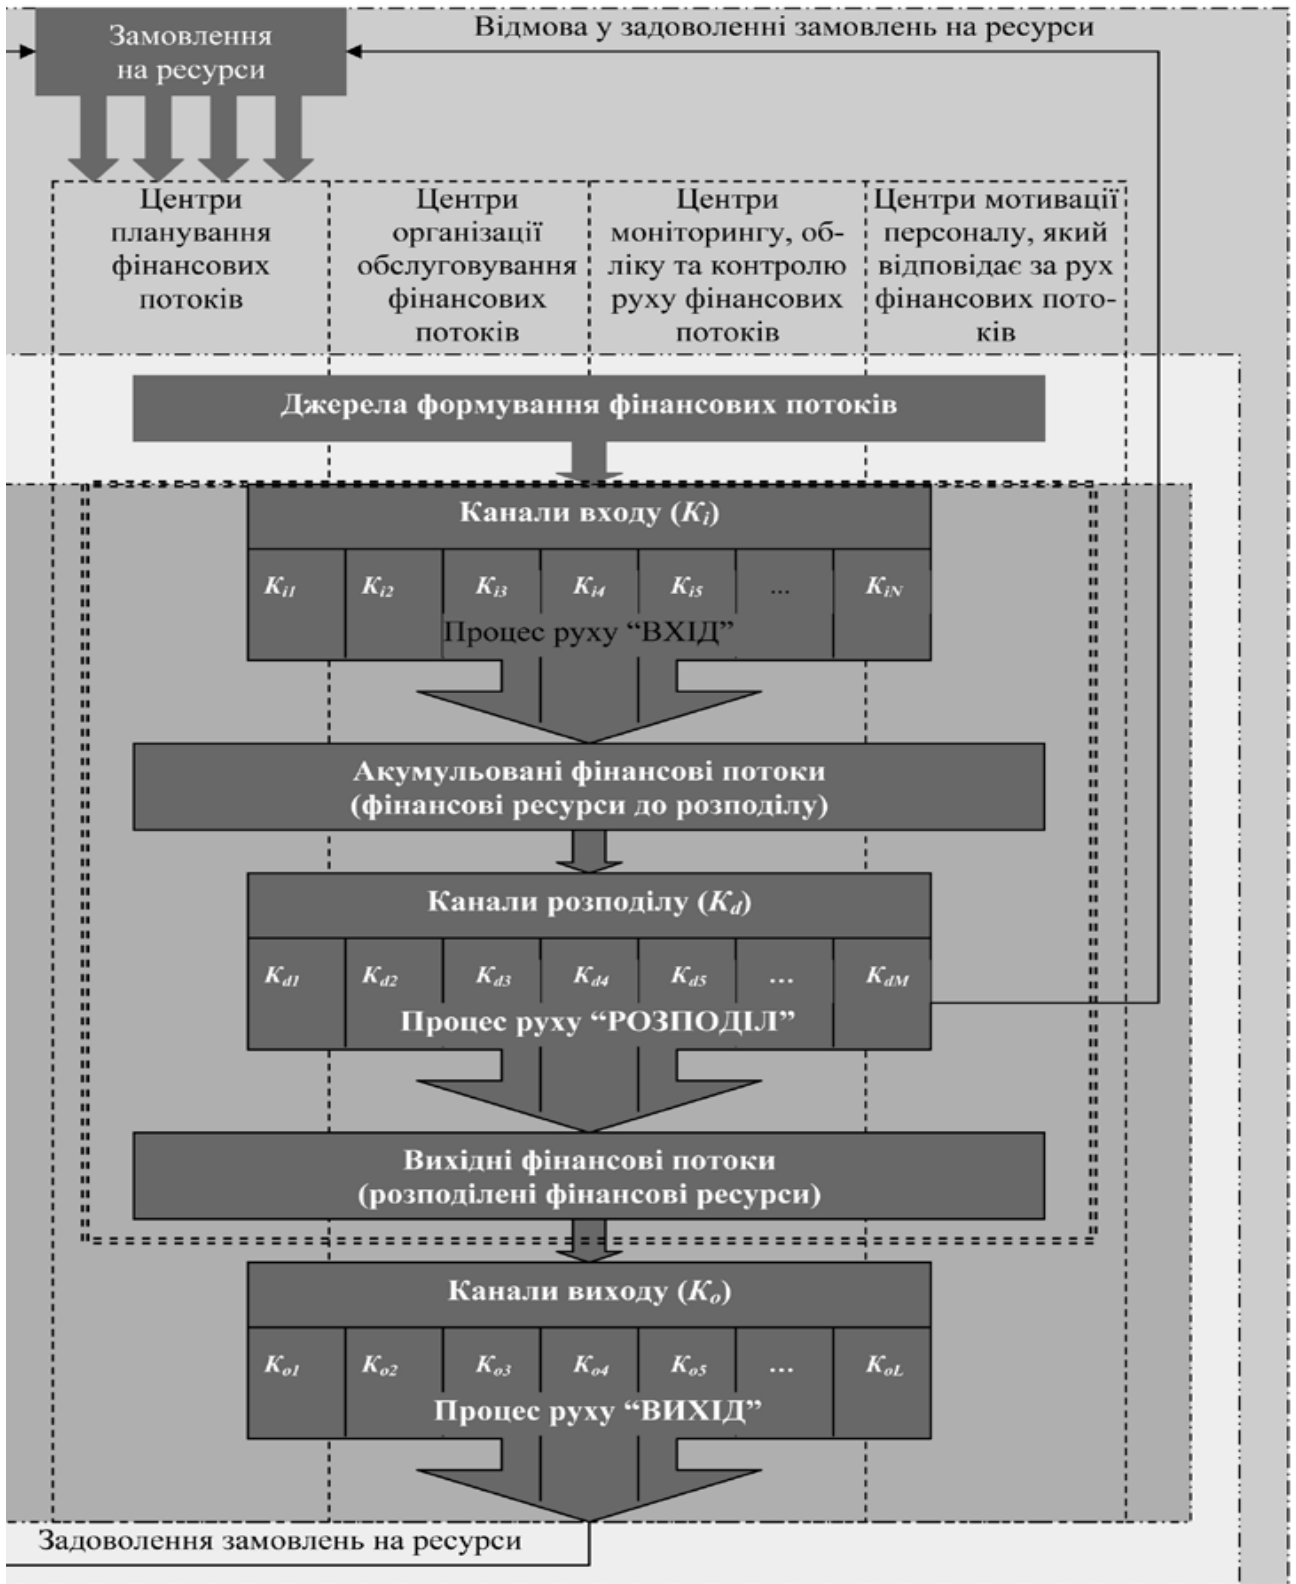 Замовлення
на ресурси
Відмова у задоволенні замовлень на ресурси
Центри
планування
фінансових
потоків
Центри
організації
обслуговування
фінансових
потоків
Центри
моніторингу, об-
ліку та контролю
руху фінансових
потоків
Центри мотивації
персоналу, який
відповідає за рух
фінансових пото-
ків
Джерела формування фінансових потоків
Канали входу (Ki)
Ki1 Ki2 Ki3 Ki4 Ki5 ... KiN
Процес руху “ВХІД”
Акумульовані фінансові потоки
(фінансові ресурси до розподілу)
Канали розподілу (Kd)
Kd1 Kd2 Kd3 Kd4 Kd5 ... KdM
Процес руху “РОЗПОДІЛ”
Вихідні фінансові потоки
(розподілені фінансові ресурси)
Канали виходу (Ko)
Ko1 Ko2 Ko3 Ko4 Ko5 ... KoL
Процес руху “ВИХІД”
Задоволення замовлень на ресурси